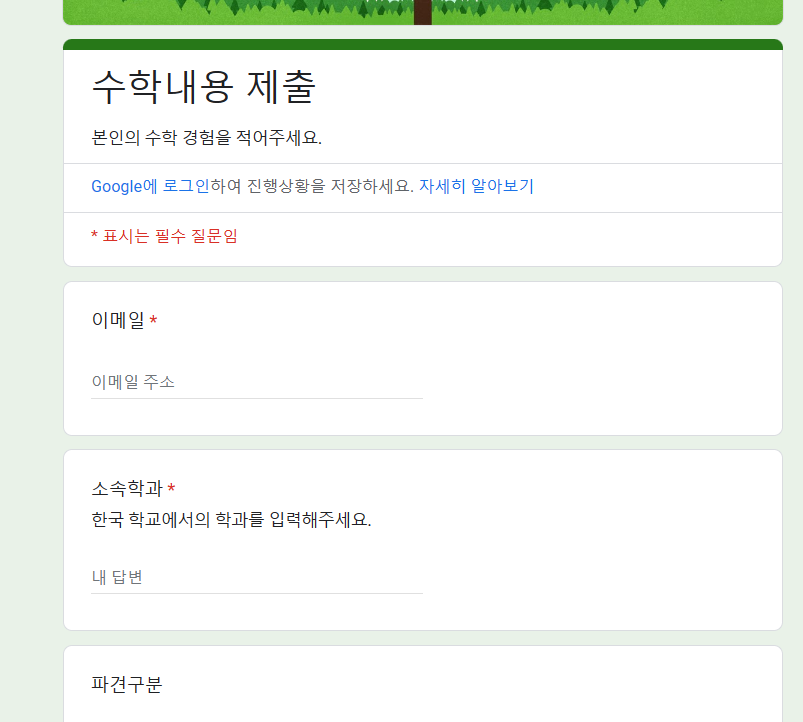 수학내용 제출
본인의 수학 경험을 적어주세요.
Google에 로그인하여 진행상황을 저장하세요. 자세히 알아보기
* 표시는 필수 질문임
이메일 *
이메일 주소
소속학과 *
한국 학교에서의 학과를 입력해주세요.
내 답변
파견구분